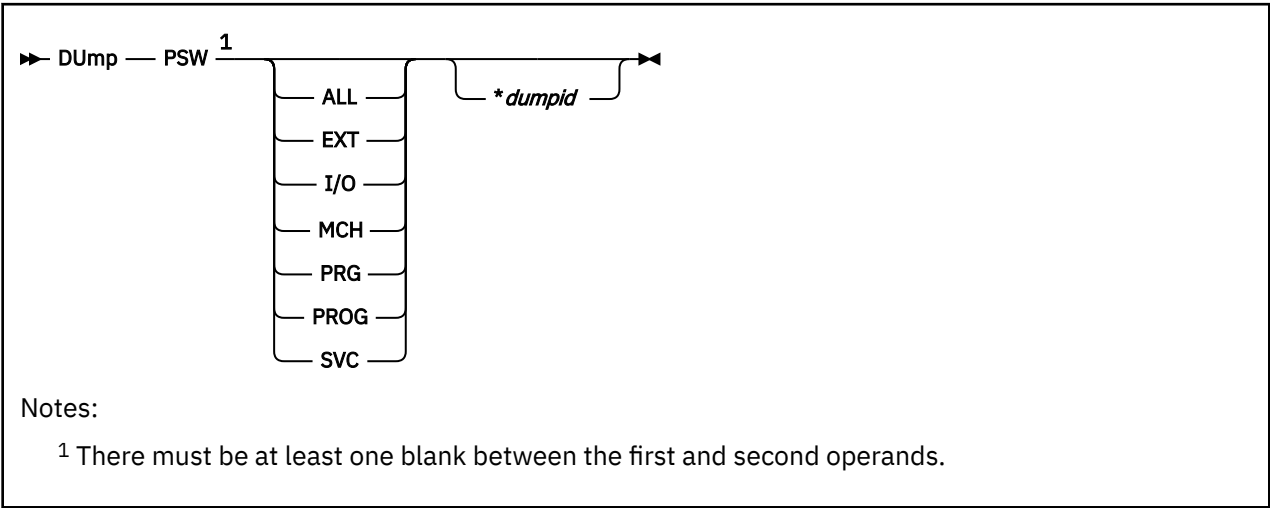 DUmp PSW 1
ALL
* dumpid
EXT
I/O
MCH
PRG
PROG
SVC
Notes:
1 There must be at least one blank between the first and second operands.